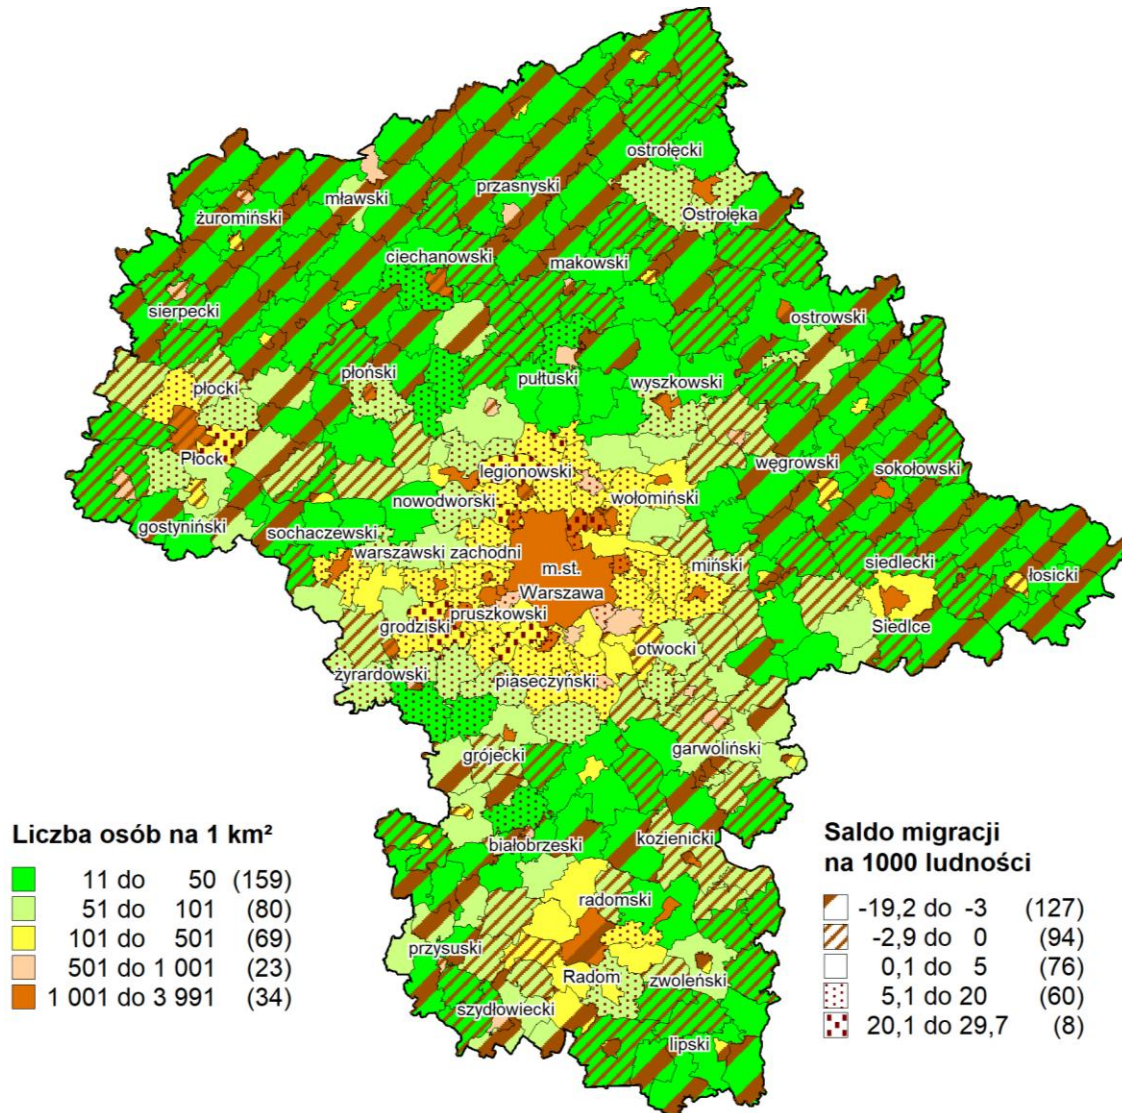 ostrołęcki
przasnyski
mławski
Ostrołęka
żuromiński
ciechanowski
makowski
sierpecki
ostrowski
płocki
płoński
pułtuski
wyszkowski
Płock
legionowski
węgrowski
sokołowski
nowodworski
wołomiński
gostyniński
sochaczewski
warszawski zachodni
m.st.
Warszawa
miński
siedlecki
łosicki
pruszkowski
grodziski
Siedlce
otwocki
żyrardowski
piaseczyński
grójecki
garwoliński
białobrzeski
kozienicki
radomski
przysuski
Radom
zwoleński
szydłowiecki
lipski
Liczba osób na 1 km²
11 do 50 (159)
51 do 101 (80)
101 do 501 (69)
501 do 1 001 (23)
1 001 do 3 991 (34)
Saldo migracji
na 1000 ludności
-19,2 do -3 (127)
-2,9 do 0 (94)
0,1 do 5 (76)
5,1 do 20 (60)
20,1 do 29,7 (8)